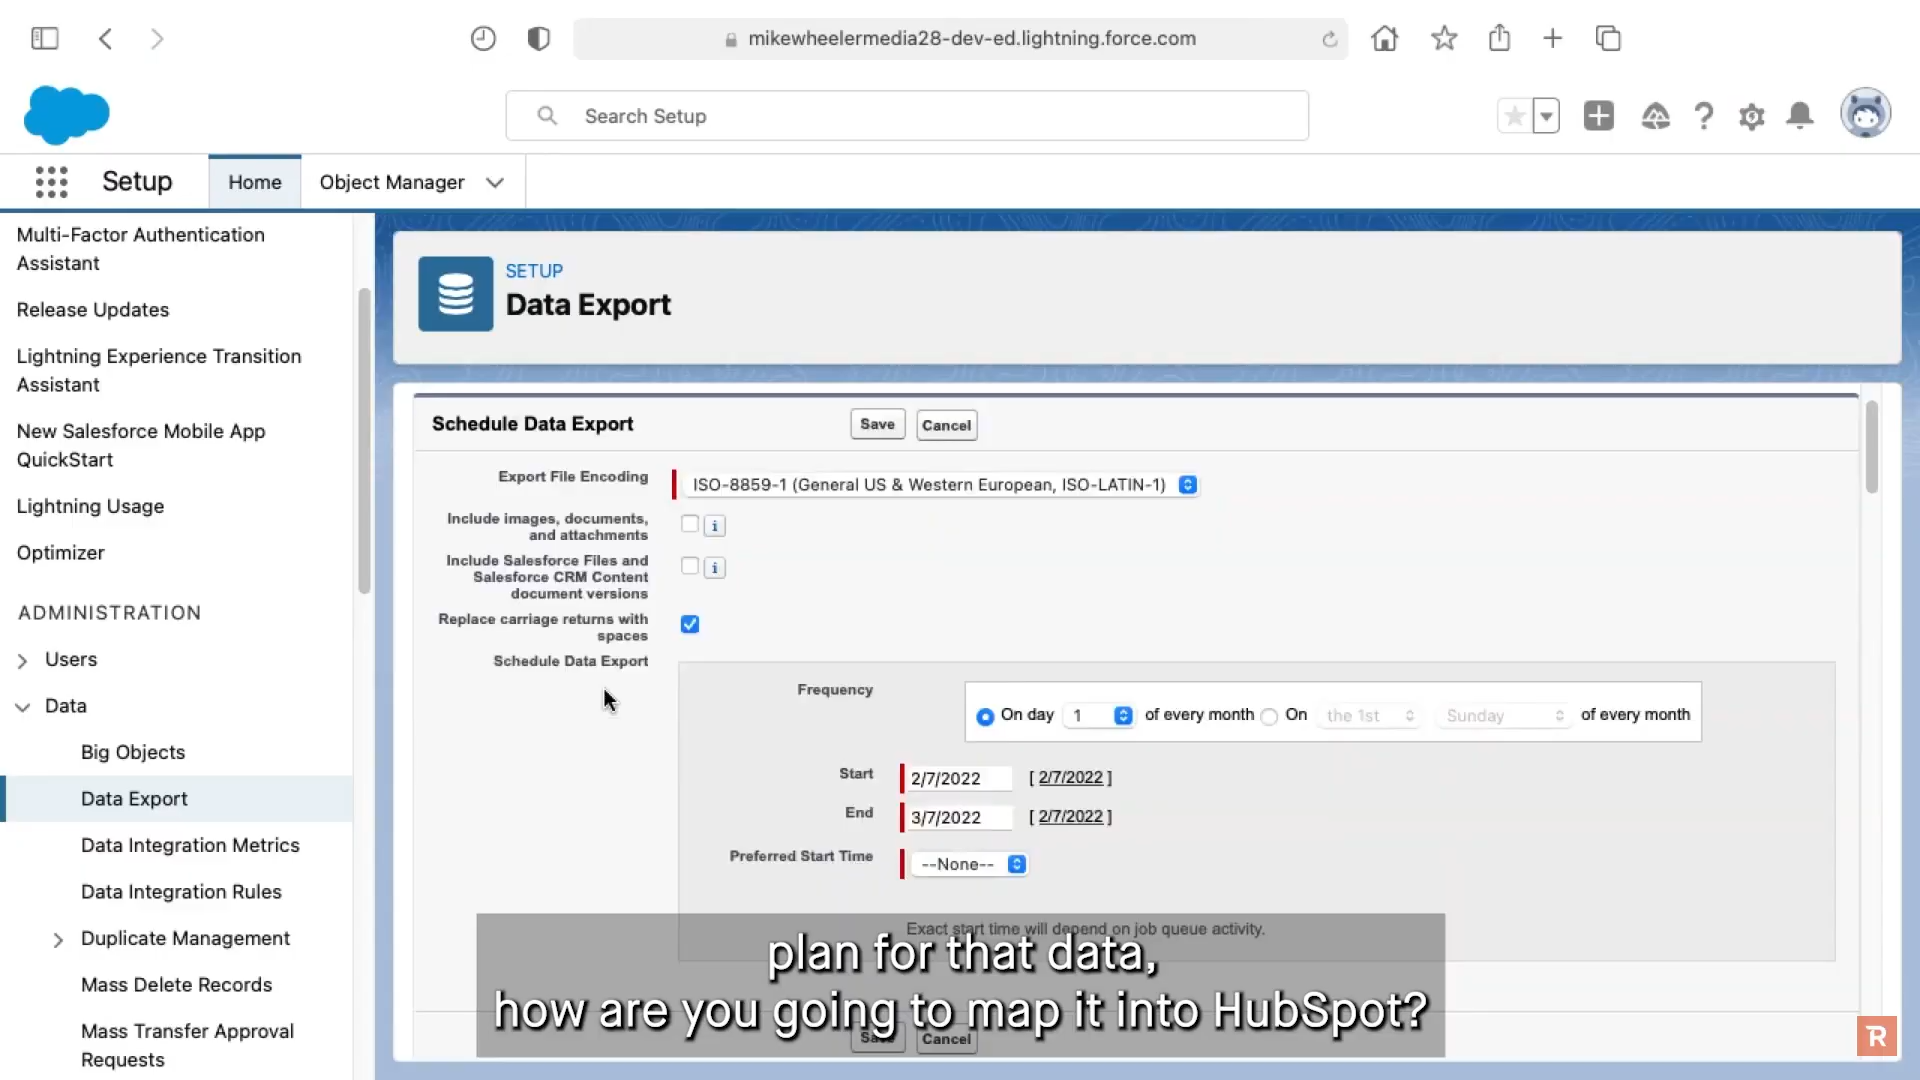 mikewheelermedia28-dev-ed.lightning.force.com
Search Setup
Setup
Home
Object Manager
Multi-Factor Authentication
Assistant
Release Updates
Lightning Experience Transition
Assistant
New Salesforce Mobile App
QuickStart
Lightning Usage
Optimizer
ADMINISTRATION
Users
Data
Big Objects
Data Export
Data Integration Metrics
Data Integration Rules
Duplicate Management
Mass Delete Records
Mass Transfer Approval
Requests
SETUP
Data Export
Schedule Data Export
Save
Cancel
Export File Encoding
ISO-8859-1 (General US & Western European, ISO-LATIN-1)
Include images, documents,
and attachments
Include Salesforce Files and
Salesforce CRM Content
document versions
Replace carriage returns with
spaces
Schedule Data Export
Frequency
On day 1 of every month On the 1st Sunday of every month
Start
2/7/2022 [ 2/7/2022 ]
End
3/7/2022 [ 2/7/2022 ]
Preferred Start Time
--None--
Exact start time will depend on job queue activity.
plan for that data,
how are you going to map it into HubSpot?
Save
Cancel
R